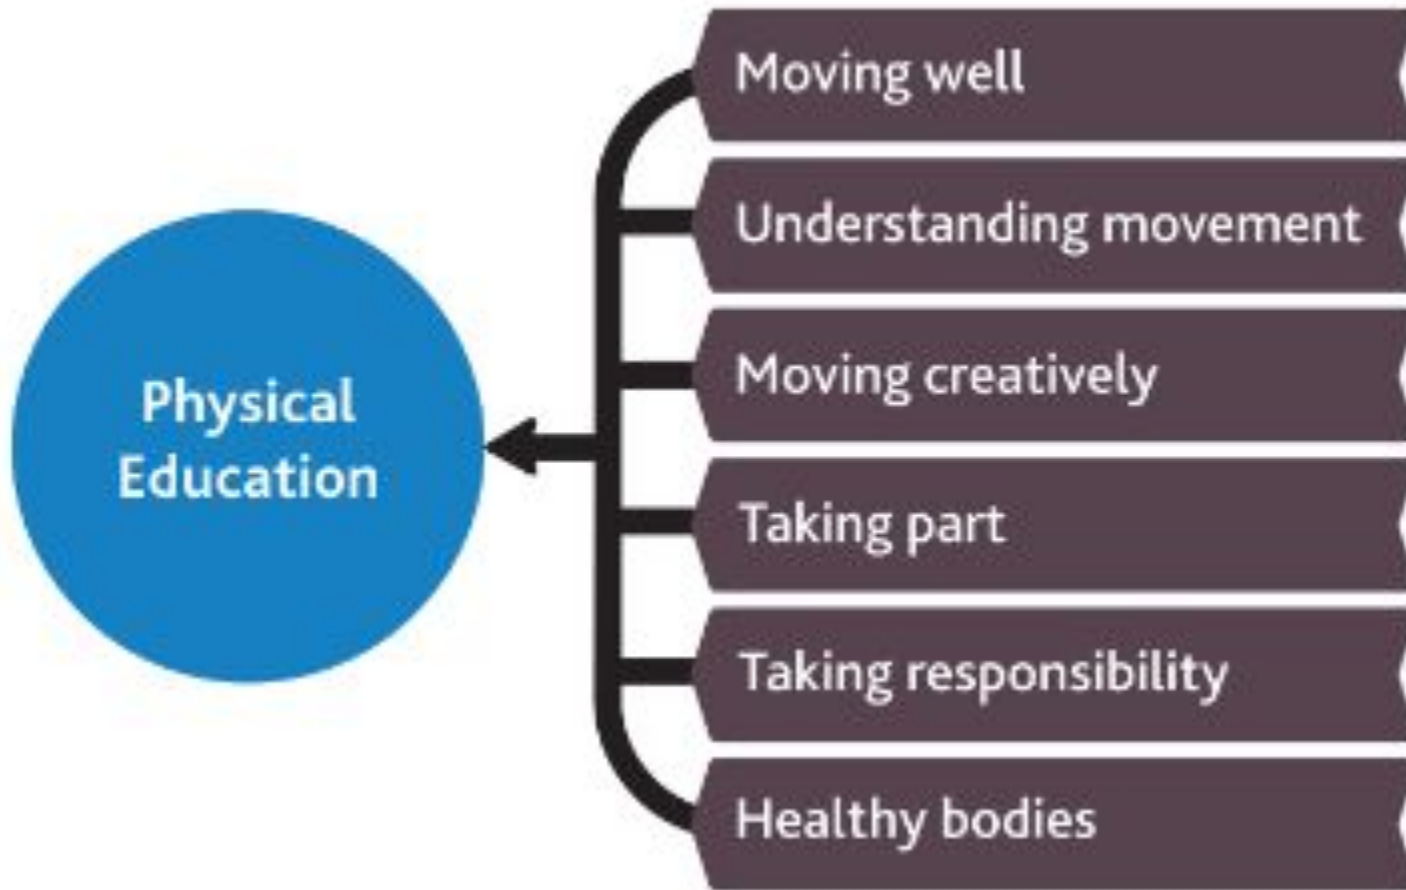 Physical
Education
Moving well
Understanding movement
Moving creatively
Taking part
Taking responsibility
Healthy bodies